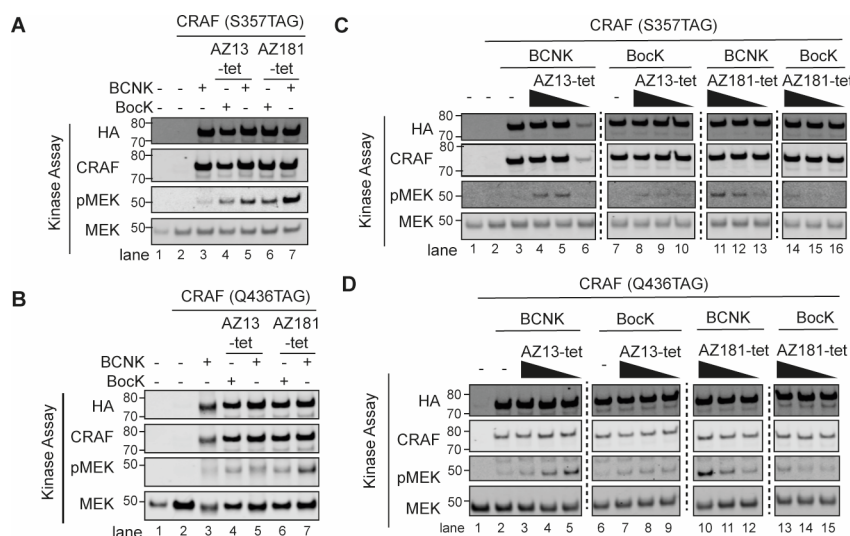 A
CRAF (S357TAG)
AZ13 AZ181
-tet -tet
BCNK - - + - + - +
BocK + +
Kinase Assay
HA 80 70
CRAF 80 70
pMEK 50
MEK 50
lane 1 2 3 4 5 6 7
B
CRAF (Q436TAG)
AZ13 AZ181
-tet -tet
BCNK - - + - + - +
BocK + +
Kinase Assay
HA 80 70
CRAF 80 70
pMEK 50
MEK 50
lane 1 2 3 4 5 6 7
C
CRAF (S357TAG)
BCNK BocK BCNK BocK
AZ13-tet AZ13-tet AZ181-tet AZ181-tet
- - - -
Kinase Assay
HA 80 70
CRAF 80 70
pMEK 50
MEK 50
lane 1 2 3 4 5 6 7 8 9 10 11 12 13 14 15 16
D
CRAF (Q436TAG)
BCNK BocK BCNK BocK
AZ13-tet AZ13-tet AZ181-tet AZ181-tet
- - -
Kinase Assay
HA 80 70
CRAF 80 70
pMEK 50
MEK 50
lane 1 2 3 4 5 6 7 8 9 10 11 12 13 14 15